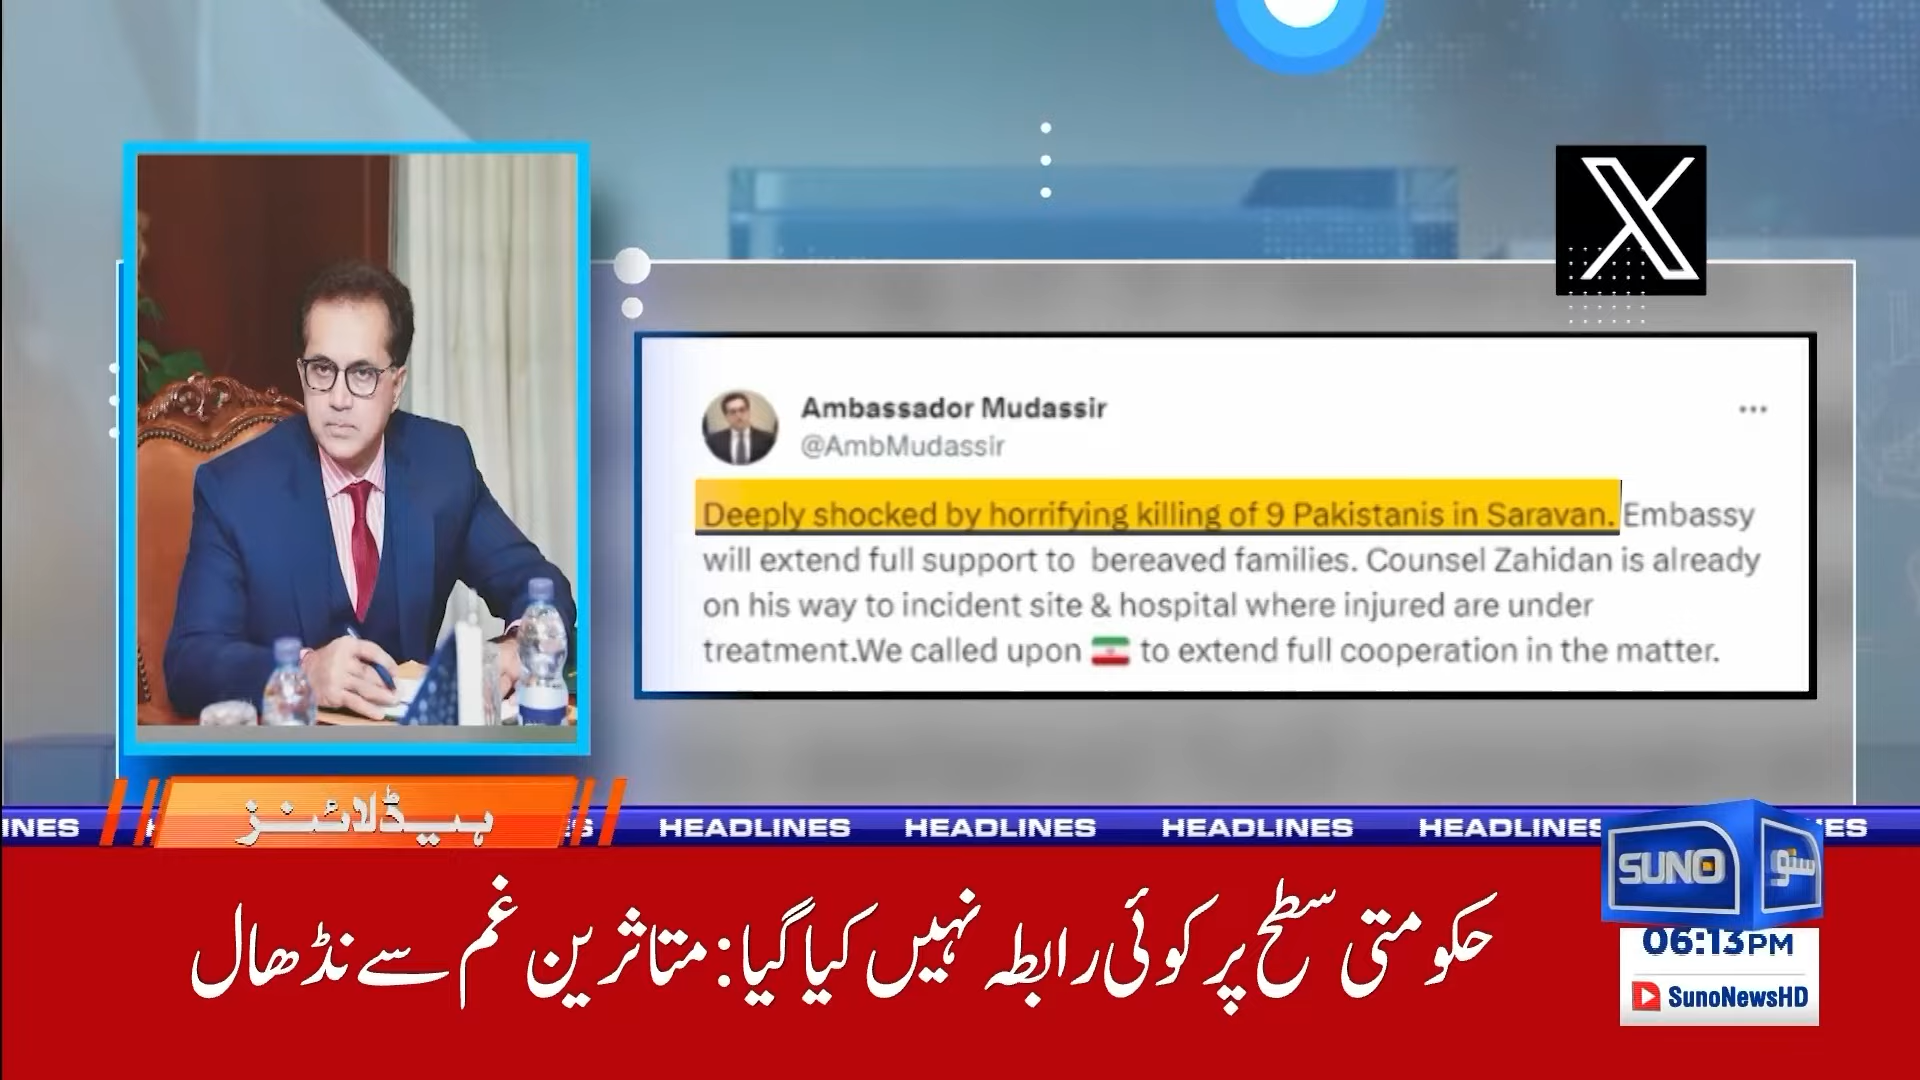 Ambassador Mudassir
@AmbMudassir
Deeply shocked by horrifying killing of 9 Pakistanis in Saravan. Embassy
will extend full support to bereaved families. Counsel Zahidan is already
on his way to incident site & hospital where injured are under
treatment.We called upon 🇮🇷 to extend full cooperation in the matter.
ہیڈلائنز
INES HEADLINES HEADLINES HEADLINES HEADLINES ES
SUNO سنو
حکومتی سطح پر کوئی رابطہ نہیں کیا گیا: متاثرین غم سے نڈھال
06:13PM
SunoNewsHD